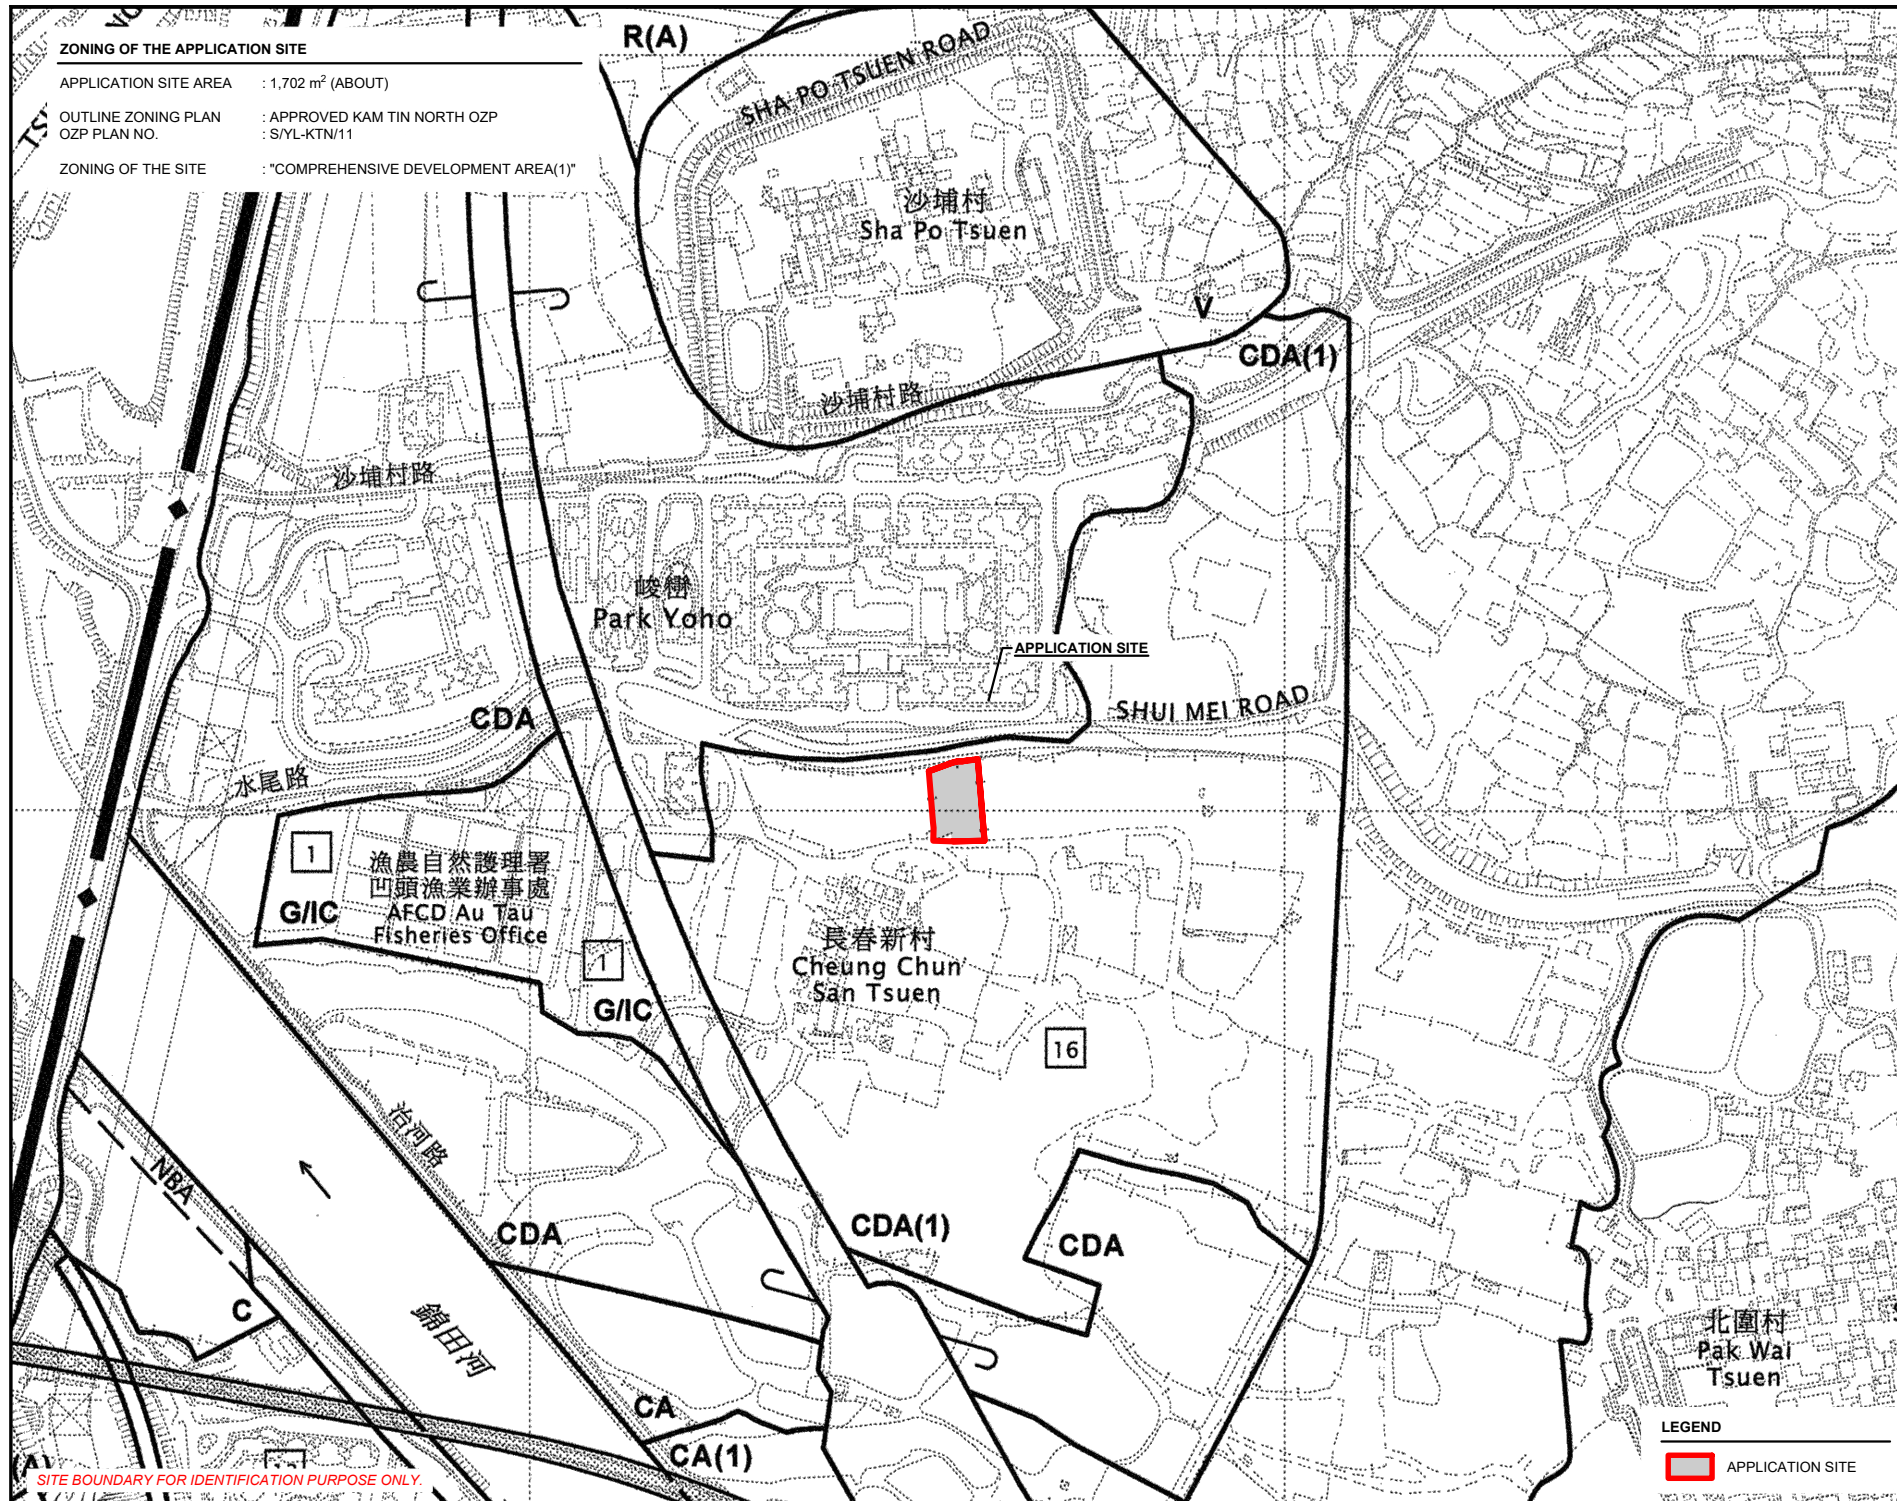 ZONING OF THE APPLICATION SITE
APPLICATION SITE AREA : 1,702 m² (ABOUT)
OUTLINE ZONING PLAN : APPROVED KAM TIN NORTH OZP
OZP PLAN NO. : S/YL-KTN/11
ZONING OF THE SITE : "COMPREHENSIVE DEVELOPMENT AREA(1)"
R(A)
SHA PO TSUEN ROAD
沙埔村
Sha Po Tsuen
V
CDA(1)
沙埔村路
沙埔村路
峻巒
Park Yoho
APPLICATION SITE
SHUI MEI ROAD
CDA
水尾路
1
漁農自然護理署
凹頭漁業辦事處
AFCD Au Tau
Fisheries Office
G/IC
1
G/IC
長春新村
Cheung Chun
San Tsuen
16
治河路
NBA
CDA
CDA(1)
CDA
C
錦田河
北圍村
Pak Wai
Tsuen
CA
CA(1)
LEGEND
APPLICATION SITE
SITE BOUNDARY FOR IDENTIFICATION PURPOSE ONLY.